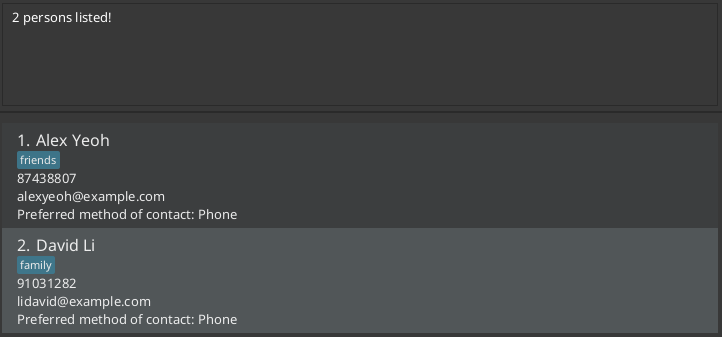 2 persons listed!
1. Alex Yeoh
friends
87438807
alexyeoh@example.com
Preferred method of contact: Phone
2. David Li
family
91031282
lidavid@example.com
Preferred method of contact: Phone